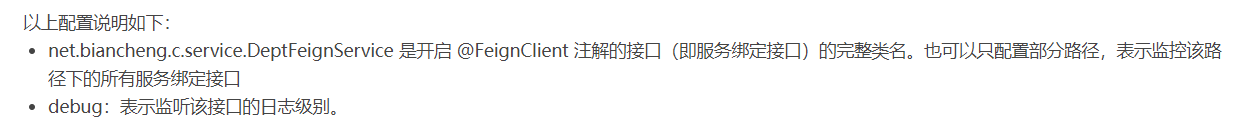 以上配置说明如下：
• net.biancheng.c.service.DeptFeignService 是开启 @FeignClient 注解的接口（即服务绑定接口）的完整类名。也可以只配置部分路径，表示监控该路
径下的所有服务绑定接口
• debug：表示监听该接口的日志级别。